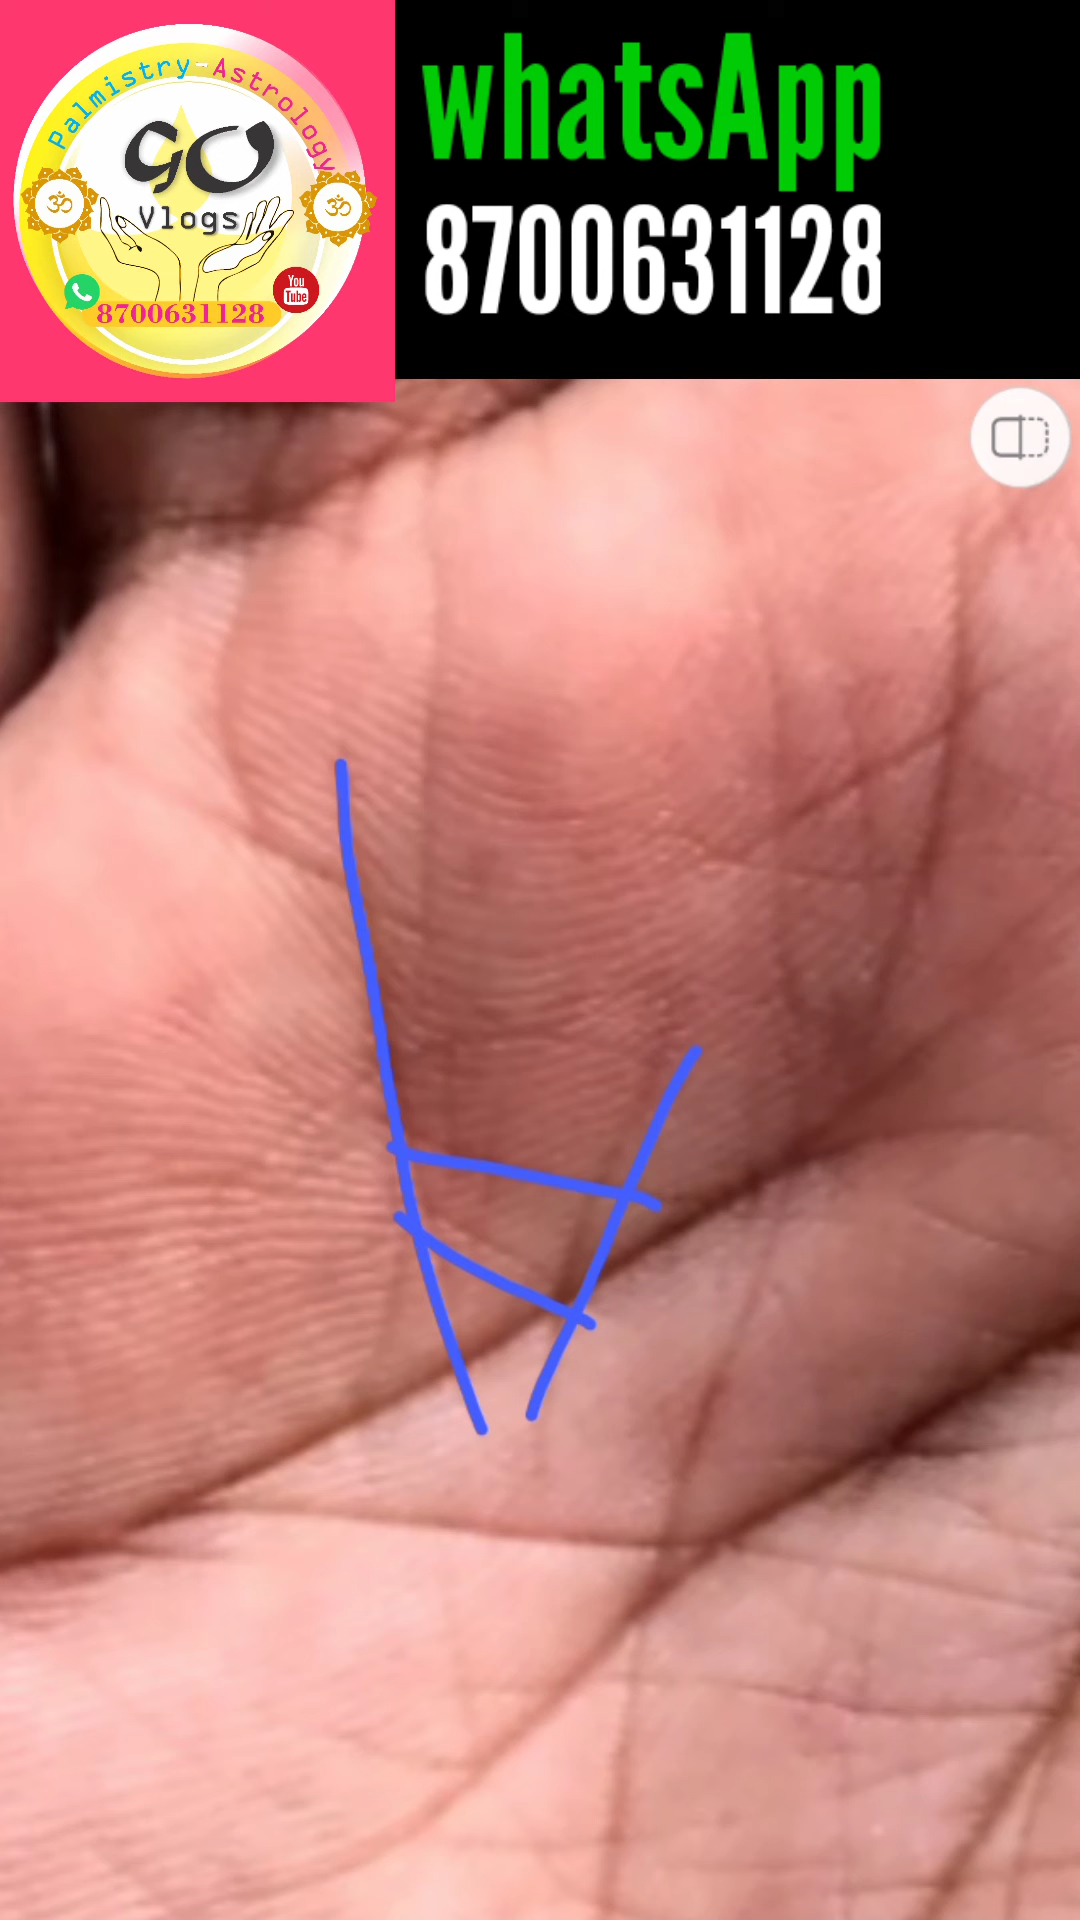 Palmistry-Astrology
GO
Vlogs
ॐ
ॐ
You
Tube
8700631128
whatsApp
8700631128